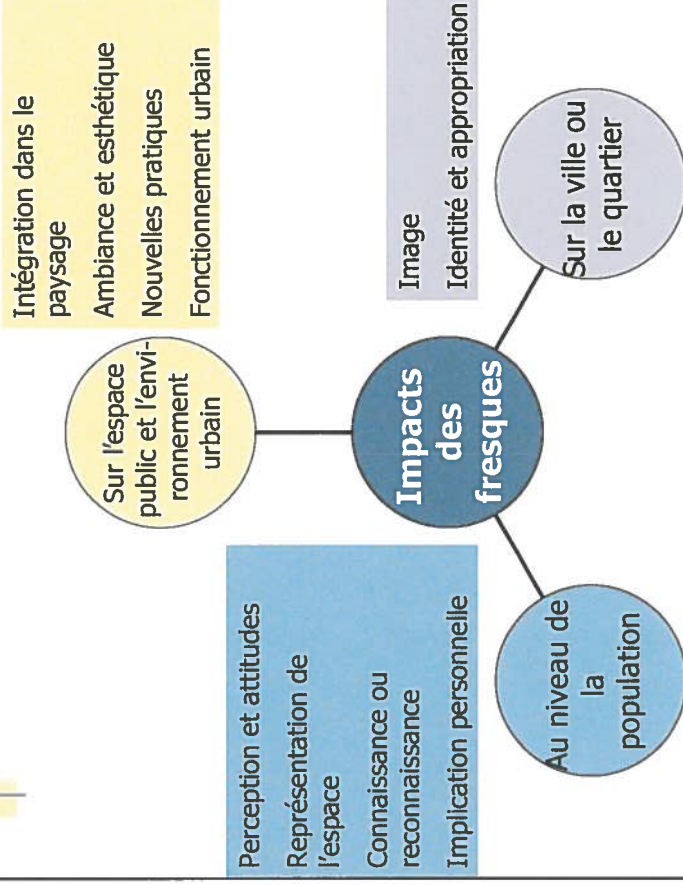 Sur l'espace
public et l'envi-
ronnement
urbain
Intégration dans le
paysage
Ambiance et esthétique
Nouvelles pratiques
Fonctionnement urbain
Perception et attitudes
Représentation de
l'espace
Connaissance ou
reconnaissance
Implication personnelle
Impacts
des
fresques
Image
Identité et appropriation
Au niveau de
la
population
Sur la ville ou
le quartier